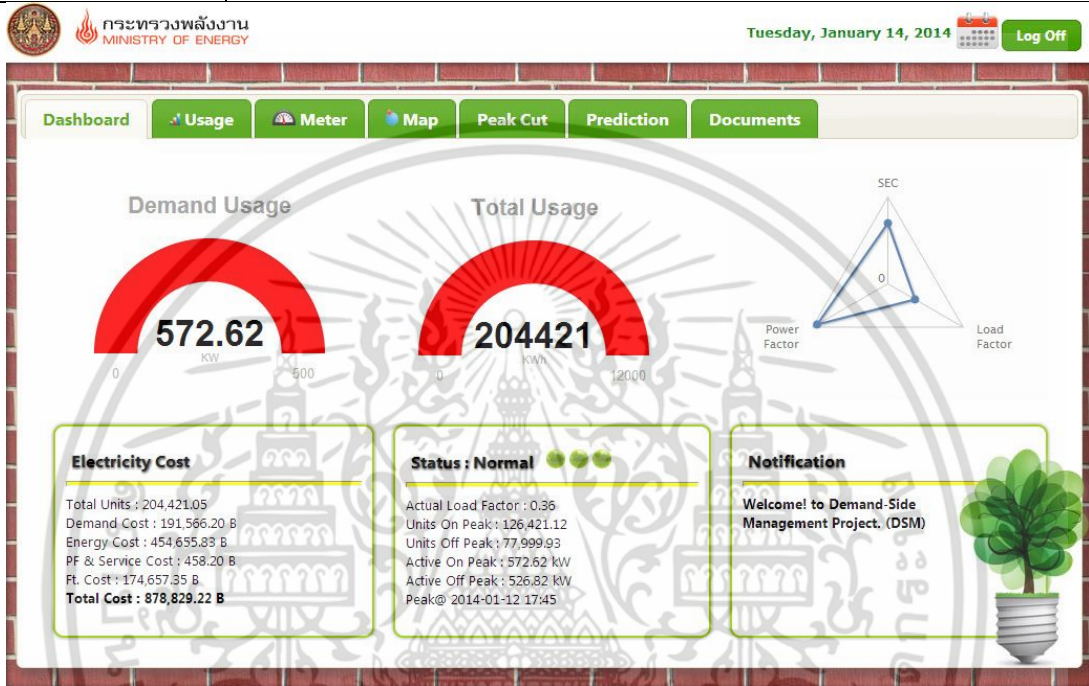 กระทรวงพลังงาน
MINISTRY OF ENERGY
Tuesday, January 14, 2014
Log Off
Dashboard
Usage
Meter
Map
Peak Cut
Prediction
Documents
Demand Usage
572.62
KW
0
500
Total Usage
204421
KWh
0
12000
SEC
0
Power
Factor
Load
Factor
Electricity Cost
Total Units : 204,421.05
Demand Cost : 191,566.20 B
Energy Cost : 454,655.83 B
PF & Service Cost : 458.20 B
Ft. Cost : 174,657.35 B
Total Cost : 878,829.22 B
Status : Normal
Actual Load Factor : 0.36
Units On Peak : 126,421.12
Units Off Peak : 77,999.93
Active On Peak : 572.62 kW
Active Off Peak : 526.82 kW
Peak@ 2014-01-12 17:45
Notification
Welcome! to Demand-Side
Management Project. (DSM)